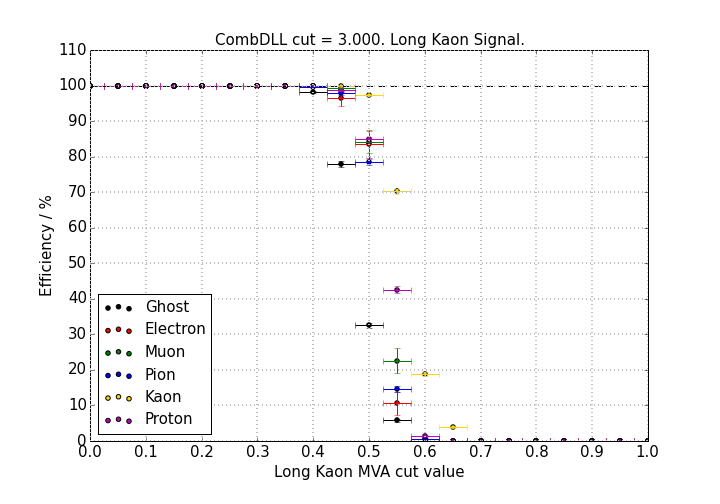 CombDLL cut = 3.000. Long Kaon Signal.
110
100
90
80
70
60
50
40
30
20
10
0
Efficiency / %
Ghost
Electron
Muon
Pion
Kaon
Proton
0.0 0.1 0.2 0.3 0.4 0.5 0.6 0.7 0.8 0.9 1.0
Long Kaon MVA cut value